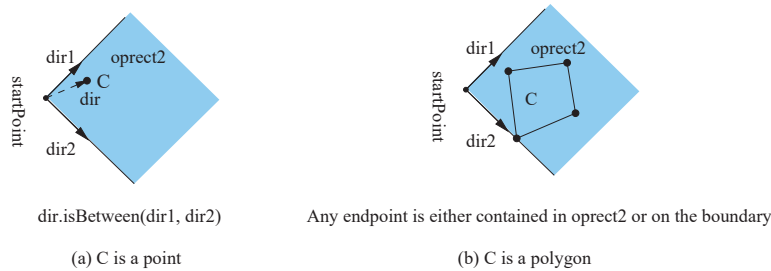 dir1
oprect2
C
dir
startPoint
dir2
dir.isBetween(dir1, dir2)
(a) C is a point
dir1
oprect2
C
startPoint
dir2
Any endpoint is either contained in oprect2 or on the boundary
(b) C is a polygon